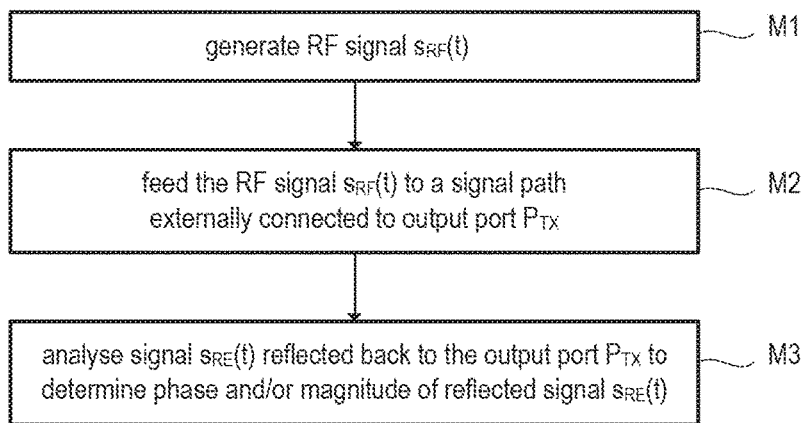 generate RF signal sRF(t)
M1
feed the RF signal sRF(t) to a signal path
externally connected to output port PTX
M2
analyse signal sRE(t) reflected back to the output port PTX to
determine phase and/or magnitude of reflected signal sRE(t)
M3